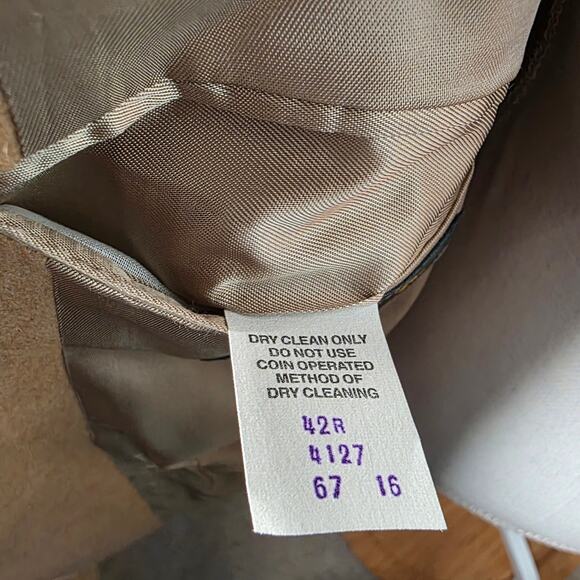 DRY CLEAN ONLY
DO NOT USE
COIN OPERATED
METHOD OF
DRY CLEANING
42R
4127
67 16